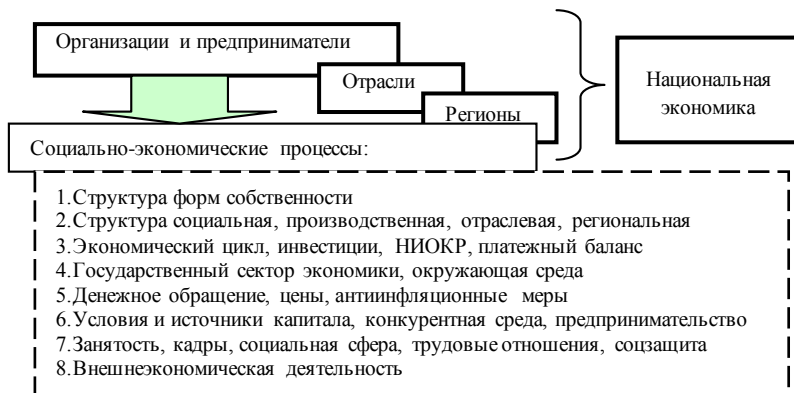 Организации и предприниматели
Отрасли
Регионы
Национальная
экономика
Социально-экономические процессы:
1.Структура форм собственности
2.Структура социальная, производственная, отраслевая, региональная
3.Экономический цикл, инвестиции, НИОКР, платежный баланс
4.Государственный сектор экономики, окружающая среда
5.Денежное обращение, цены, антиинфляционные меры
6.Условия и источники капитала, конкурентная среда, предпринимательство
7.Занятость, кадры, социальная сфера, трудовые отношения, соцзащита
8.Внешнеэкономическая деятельность